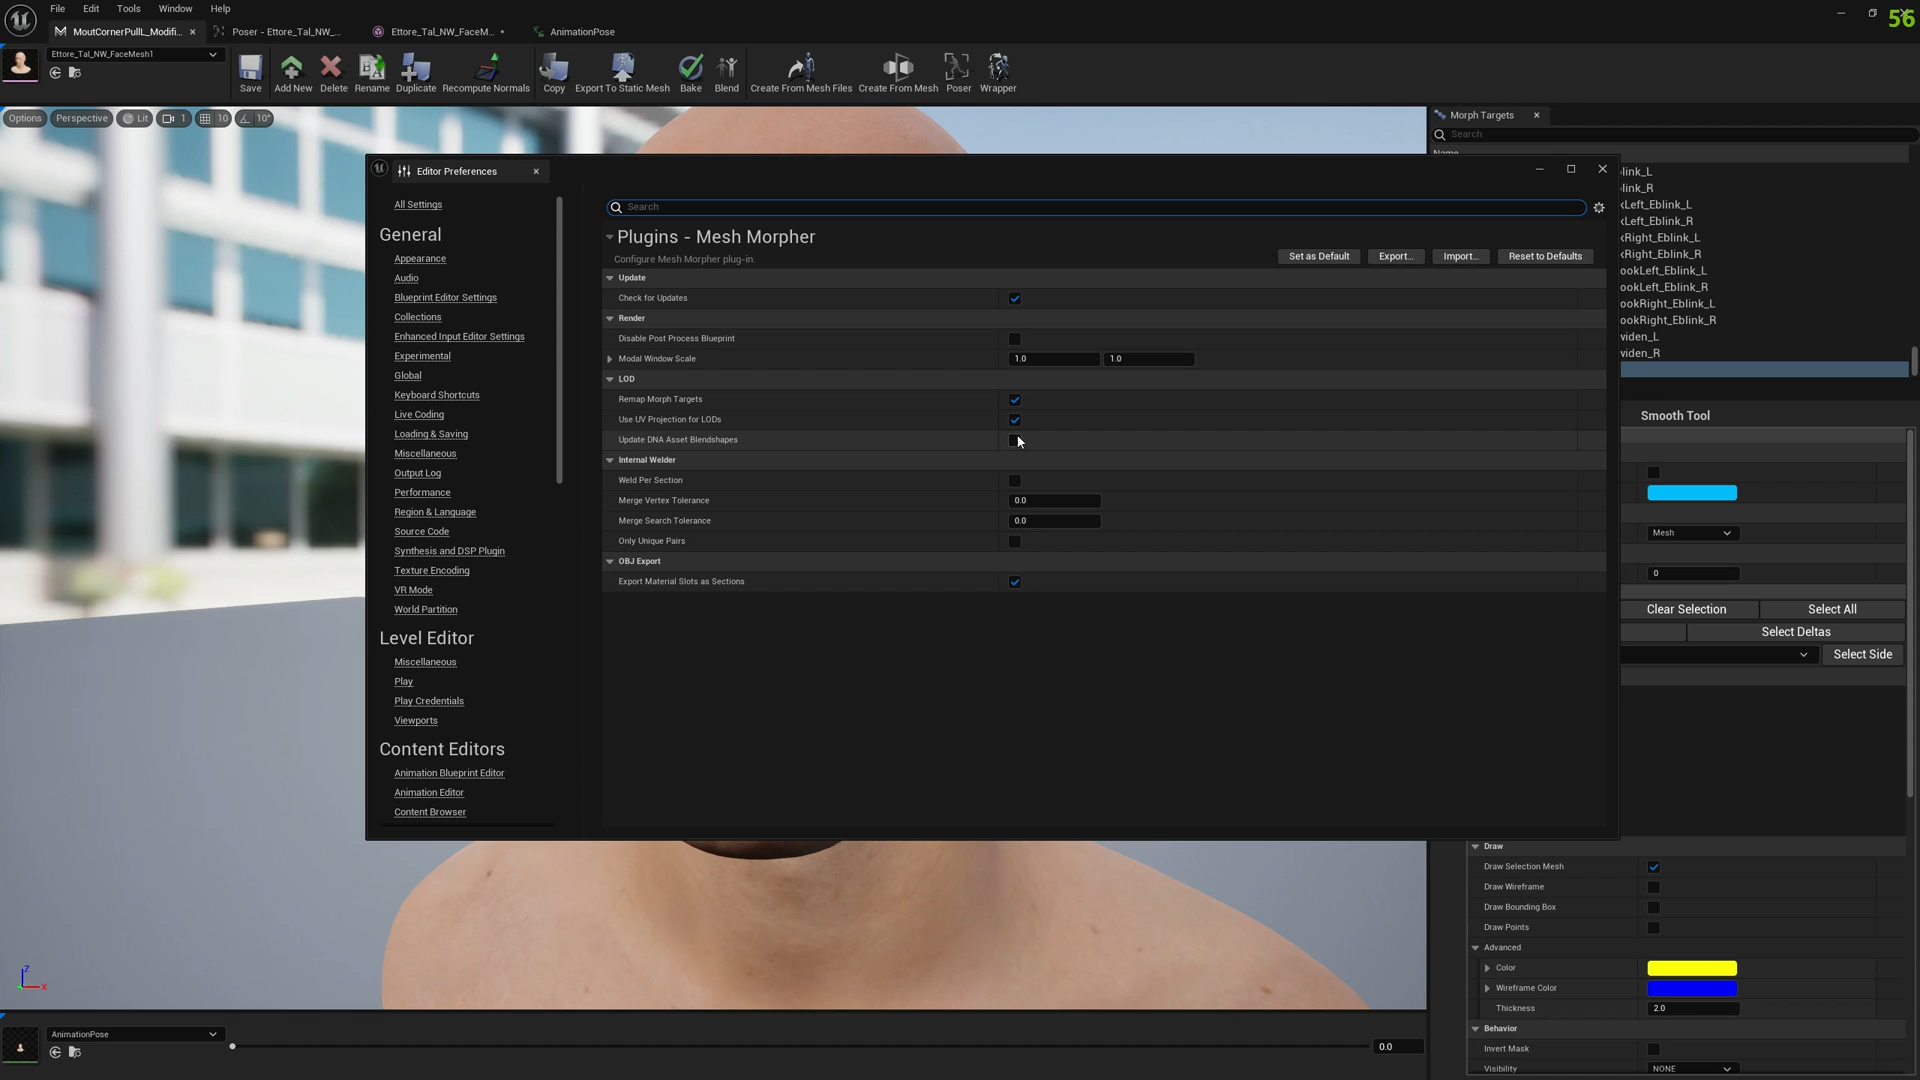 File Edit Tools Window Help
56
MoutCornerPullL_Modifi...
Poser - Ettore_Tal_NW_...
Ettore_Tal_NW_FaceM...
AnimationPose
Ettore_Tal_NW_FaceMesh1
Save
Add New
Delete
Rename
Duplicate
Recompute Normals
Copy
Export To Static Mesh
Bake
Blend
Create From Mesh Files
Create From Mesh
Poser
Wrapper
Options
Perspective
Lit
1
10
10°
Morph Targets
Search
Name
blink_L
blink_R
kLeft_Eblink_L
kLeft_Eblink_R
kRight_Eblink_L
kRight_Eblink_R
ookLeft_Eblink_L
ookLeft_Eblink_R
ookRight_Eblink_L
ookRight_Eblink_R
widen_L
widen_R
Editor Preferences
All Settings
General
Appearance
Audio
Blueprint Editor Settings
Collections
Enhanced Input Editor Settings
Experimental
Global
Keyboard Shortcuts
Live Coding
Loading & Saving
Miscellaneous
Output Log
Performance
Region & Language
Source Code
Synthesis and DSP Plugin
Texture Encoding
VR Mode
World Partition
Level Editor
Miscellaneous
Play
Play Credentials
Viewports
Content Editors
Animation Blueprint Editor
Animation Editor
Content Browser
Search
Plugins - Mesh Morpher
Configure Mesh Morpher plug-in.
Set as Default
Export...
Import...
Reset to Defaults
Update
Check for Updates
Render
Disable Post Process Blueprint
Modal Window Scale 1.0 1.0
LOD
Remap Morph Targets
Use UV Projection for LODs
Update DNA Asset Blendshapes
Internal Welder
Weld Per Section
Merge Vertex Tolerance 0.0
Merge Search Tolerance 0.0
Only Unique Pairs
OBJ Export
Export Material Slots as Sections
Smooth Tool
Mesh
0
Clear Selection
Select All
Select Deltas
Select Side
Draw
Draw Selection Mesh
Draw Wireframe
Draw Bounding Box
Draw Points
Advanced
Color
Wireframe Color
Thickness 2.0
Behavior
Invert Mask
Visibility NONE
Z
X
AnimationPose
0.0